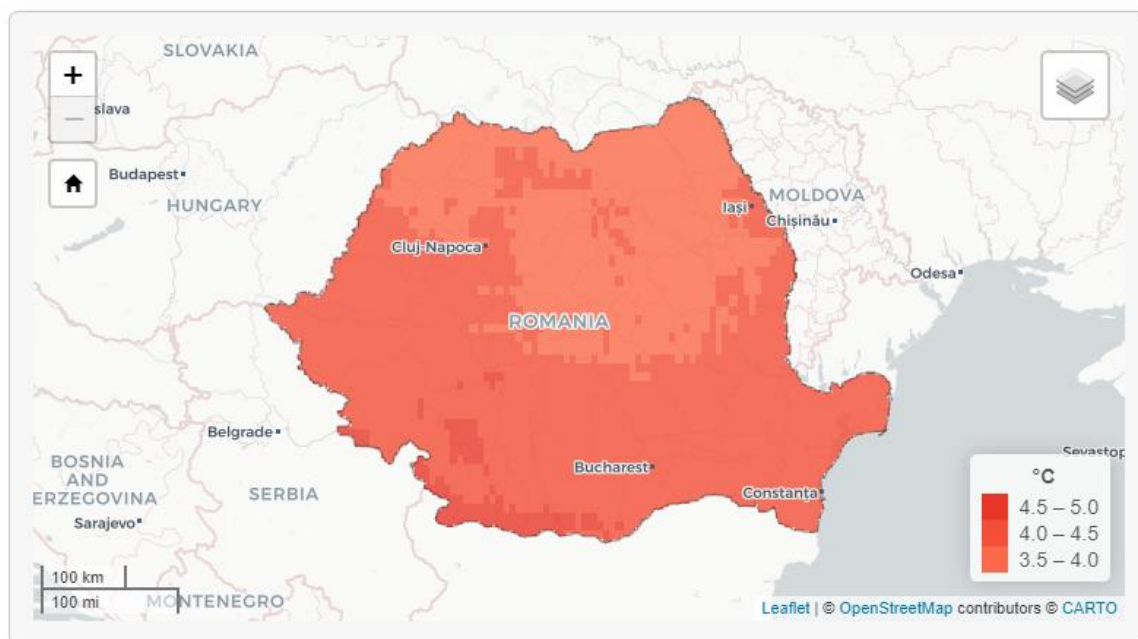 SLOVAKIA
+
slava
−
Budapest
HUNGARY
MOLDOVA
Iași
Chișinău
Cluj-Napoca
Odesa
ROMANIA
Belgrade
BOSNIA
AND
ERZEGOVINA
SERBIA
Sarajevo
Bucharest
Constanța
Sevastop
°C
4.5 – 5.0
4.0 – 4.5
3.5 – 4.0
100 km
100 mi
MONTENEGRO
Leaflet | © OpenStreetMap contributors © CARTO